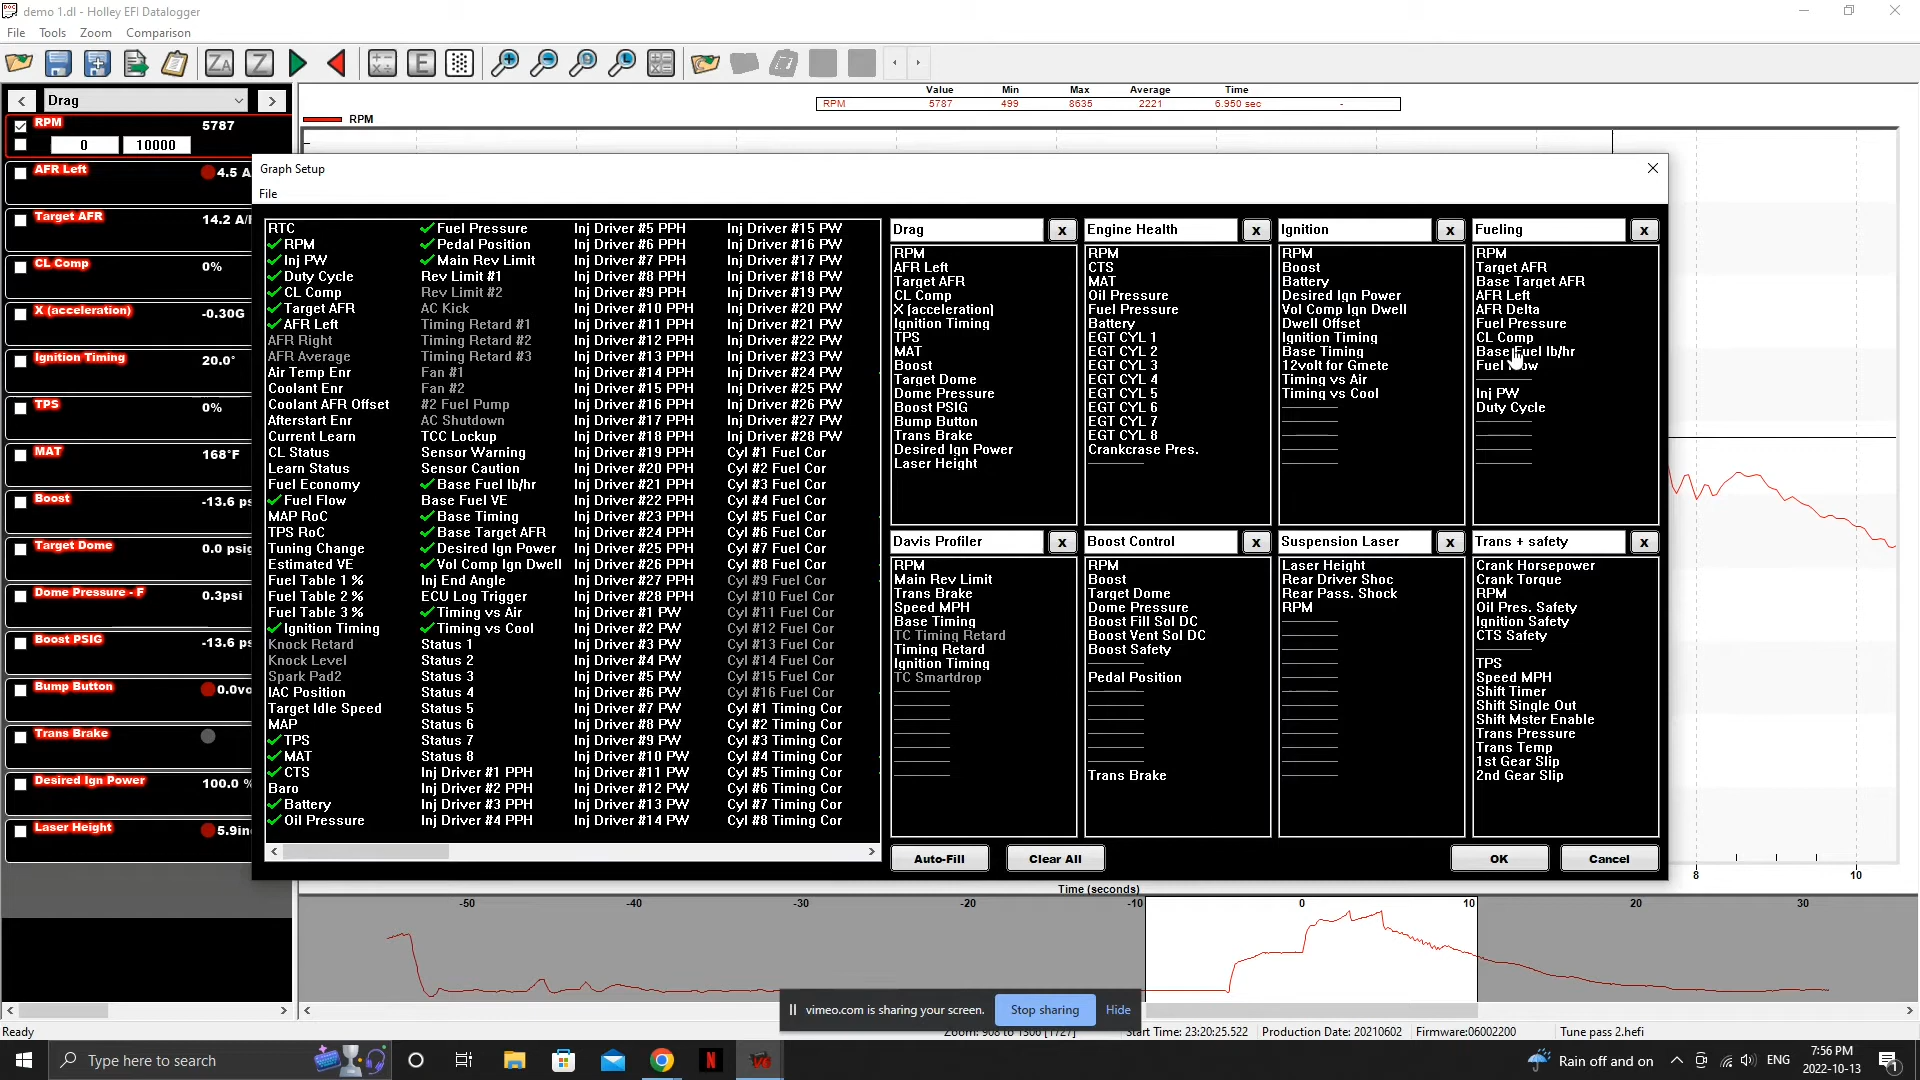 demo 1.dl - Holley EFI Datalogger
File Tools Zoom Comparison
Drag
Value Min Max Average Time
RPM 5787 499 8635 2221 6.950 sec -
RPM
RPM 5787
0 10000
AFR Left 4.5 A
Target AFR 14.2 A/
CL Comp 0%
X (acceleration) -0.30G
Ignition Timing 20.0°
TPS 0%
MAT 168°F
Boost -13.6 ps
Target Dome 0.0 psig
Dome Pressure - F 0.3psi
Boost PSIG -13.6 ps
Bump Button 0.0vo
Trans Brake
Desired Ign Power 100.0 %
Laser Height 5.9in
Graph Setup
File
RTC
RPM
Inj PW
Duty Cycle
CL Comp
Target AFR
AFR Left
AFR Right
AFR Average
Air Temp Enr
Coolant Enr
Coolant AFR Offset
Afterstart Enr
Current Learn
CL Status
Learn Status
Fuel Economy
Fuel Flow
MAP RoC
TPS RoC
Tuning Change
Estimated VE
Fuel Table 1 %
Fuel Table 2 %
Fuel Table 3 %
Ignition Timing
Knock Retard
Knock Level
Spark Pad2
IAC Position
Target Idle Speed
MAP
TPS
MAT
CTS
Baro
Battery
Oil Pressure
Fuel Pressure
Pedal Position
Main Rev Limit
Rev Limit #1
Rev Limit #2
AC Kick
Timing Retard #1
Timing Retard #2
Timing Retard #3
Fan #1
Fan #2
#2 Fuel Pump
AC Shutdown
TCC Lockup
Sensor Warning
Sensor Caution
Base Fuel lb/hr
Base Fuel VE
Base Timing
Base Target AFR
Desired Ign Power
Vol Comp Ign Dwell
Inj End Angle
ECU Log Trigger
Timing vs Air
Timing vs Cool
Status 1
Status 2
Status 3
Status 4
Status 5
Status 6
Status 7
Status 8
Inj Driver #1 PPH
Inj Driver #2 PPH
Inj Driver #3 PPH
Inj Driver #4 PPH
Inj Driver #5 PPH
Inj Driver #6 PPH
Inj Driver #7 PPH
Inj Driver #8 PPH
Inj Driver #9 PPH
Inj Driver #10 PPH
Inj Driver #11 PPH
Inj Driver #12 PPH
Inj Driver #13 PPH
Inj Driver #14 PPH
Inj Driver #15 PPH
Inj Driver #16 PPH
Inj Driver #17 PPH
Inj Driver #18 PPH
Inj Driver #19 PPH
Inj Driver #20 PPH
Inj Driver #21 PPH
Inj Driver #22 PPH
Inj Driver #23 PPH
Inj Driver #24 PPH
Inj Driver #25 PPH
Inj Driver #26 PPH
Inj Driver #27 PPH
Inj Driver #28 PPH
Inj Driver #1 PW
Inj Driver #2 PW
Inj Driver #3 PW
Inj Driver #4 PW
Inj Driver #5 PW
Inj Driver #6 PW
Inj Driver #7 PW
Inj Driver #8 PW
Inj Driver #9 PW
Inj Driver #10 PW
Inj Driver #11 PW
Inj Driver #12 PW
Inj Driver #13 PW
Inj Driver #14 PW
Inj Driver #15 PW
Inj Driver #16 PW
Inj Driver #17 PW
Inj Driver #18 PW
Inj Driver #19 PW
Inj Driver #20 PW
Inj Driver #21 PW
Inj Driver #22 PW
Inj Driver #23 PW
Inj Driver #24 PW
Inj Driver #25 PW
Inj Driver #26 PW
Inj Driver #27 PW
Inj Driver #28 PW
Cyl #1 Fuel Cor
Cyl #2 Fuel Cor
Cyl #3 Fuel Cor
Cyl #4 Fuel Cor
Cyl #5 Fuel Cor
Cyl #6 Fuel Cor
Cyl #7 Fuel Cor
Cyl #8 Fuel Cor
Cyl #9 Fuel Cor
Cyl #10 Fuel Cor
Cyl #11 Fuel Cor
Cyl #12 Fuel Cor
Cyl #13 Fuel Cor
Cyl #14 Fuel Cor
Cyl #15 Fuel Cor
Cyl #16 Fuel Cor
Cyl #1 Timing Cor
Cyl #2 Timing Cor
Cyl #3 Timing Cor
Cyl #4 Timing Cor
Cyl #5 Timing Cor
Cyl #6 Timing Cor
Cyl #7 Timing Cor
Cyl #8 Timing Cor
Drag x
RPM
AFR Left
Target AFR
CL Comp
X (acceleration)
Ignition Timing
TPS
MAT
Boost
Target Dome
Dome Pressure
Boost PSIG
Bump Button
Trans Brake
Desired Ign Power
Laser Height
Engine Health x
RPM
CTS
MAT
Oil Pressure
Fuel Pressure
Battery
EGT CYL 1
EGT CYL 2
EGT CYL 3
EGT CYL 4
EGT CYL 5
EGT CYL 6
EGT CYL 7
EGT CYL 8
Crankcrase Pres.
Ignition x
RPM
Boost
Battery
Desired Ign Power
Vol Comp Ign Dwell
Dwell Offset
Ignition Timing
Base Timing
12volt for Gmete
Timing vs Air
Timing vs Cool
Fueling x
RPM
Target AFR
Base Target AFR
AFR Left
AFR Delta
Fuel Pressure
CL Comp
Base Fuel lb/hr
Fuel
Inj PW
Duty Cycle
Davis Profiler x
RPM
Main Rev Limit
Trans Brake
Speed MPH
Base Timing
TC Timing Retard
Timing Retard
Ignition Timing
TC Smartdrop
Boost Control x
RPM
Boost
Target Dome
Dome Pressure
Boost Fill Sol DC
Boost Vent Sol DC
Boost Safety
Pedal Position
Trans Brake
Suspension Laser x
Laser Height
Rear Driver Shoc
Rear Pass. Shock
RPM
Trans + safety x
Crank Horsepower
Crank Torque
RPM
Oil Pres. Safety
Ignition Safety
CTS Safety
TPS
Speed MPH
Shift Timer
Shift Single Out
Shift Mster Enable
Trans Pressure
Trans Temp
1st Gear Slip
2nd Gear Slip
Auto-Fill Clear All OK Cancel
8 10
Time (seconds)
-50 -40 -30 -20 -10 0 10 20 30
vimeo.com is sharing your screen. Stop sharing Hide
Ready Start Time: 23:20:25.522 Production Date: 20210602 Firmware:06002200 Tune pass 2.hefi
Type here to search
Rain off and on ENG 7:56 PM
2022-10-13
1